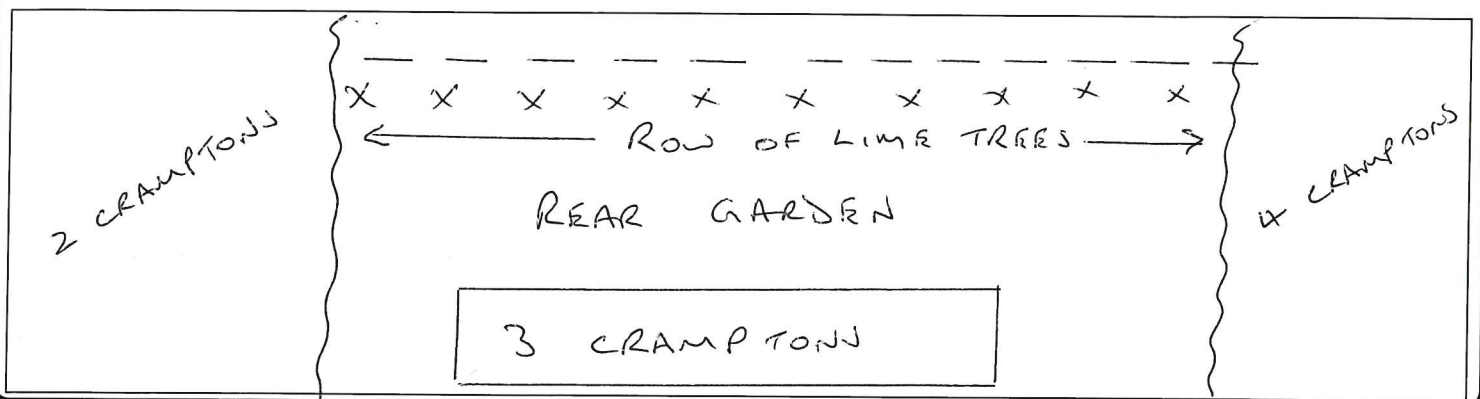 X X X X X X X X X X
ROW OF LIME TREES
2 CRAMPTONS
4 CRAMPTONS
REAR GARDEN
3 CRAMPTONS